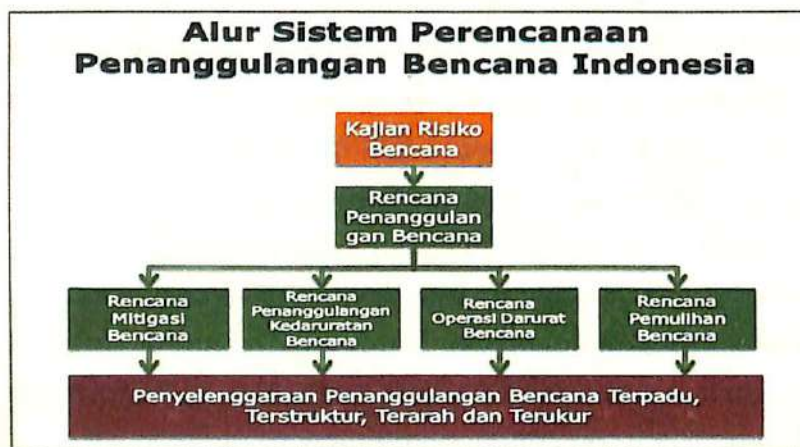 Alur Sistem Perencanaan
Penanggulangan Bencana Indonesia
Kajian Risiko
Bencana
Rencana
Penanggulan
gan Bencana
Rencana
Mitigasi
Bencana
Rencana
Penanggulangan
Kedaruratan
Bencana
Rencana
Operasi Darurat
Bencana
Rencana
Pemulihan
Bencana
Penyelenggaraan Penanggulangan Bencana Terpadu,
Terstruktur, Terarah dan Terukur